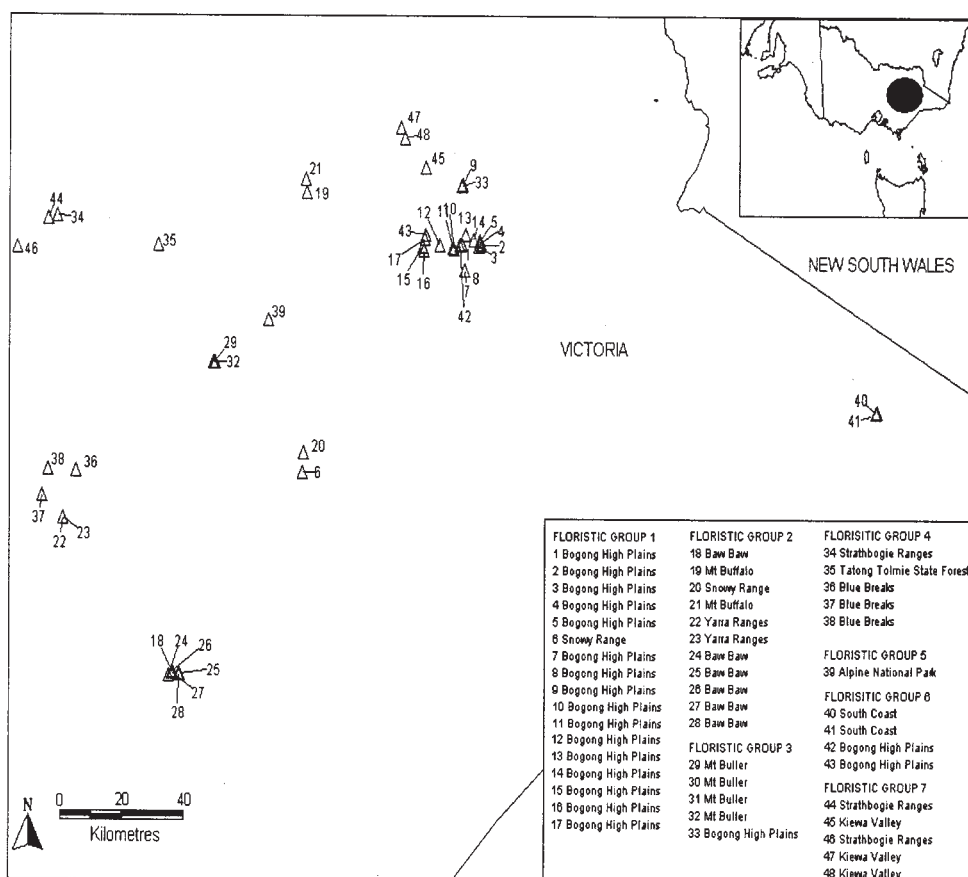 47
48
45
9
33
21
19
44
34
46
35
43
12
11
10
13
14
5
4
2
3
1
17
15
16
8
7
42
NEW SOUTH WALES
39
VICTORIA
29
32
40
41
20
6
38
36
37
22
23
18
24
26
25
27
28
N
0 20 40
Kilometres
FLORISTIC GROUP 1
1 Bogong High Plains
2 Bogong High Plains
3 Bogong High Plains
4 Bogong High Plains
5 Bogong High Plains
6 Snowy Range
7 Bogong High Plains
8 Bogong High Plains
9 Bogong High Plains
10 Bogong High Plains
11 Bogong High Plains
12 Bogong High Plains
13 Bogong High Plains
14 Bogong High Plains
15 Bogong High Plains
16 Bogong High Plains
17 Bogong High Plains
FLORISTIC GROUP 2
18 Baw Baw
19 Mt Buffalo
20 Snowy Range
21 Mt Buffalo
22 Yarra Ranges
23 Yarra Ranges
24 Baw Baw
25 Baw Baw
26 Baw Baw
27 Baw Baw
28 Baw Baw
FLORISTIC GROUP 3
29 Mt Buller
30 Mt Buller
31 Mt Buller
32 Mt Buller
33 Bogong High Plains
FLORISITIC GROUP 4
34 Strathbogie Ranges
35 Tatong Tolmie State Forest
36 Blue Breaks
37 Blue Breaks
38 Blue Breaks
FLORISTIC GROUP 5
39 Alpine National Park
FLORISITIC GROUP 6
40 South Coast
41 South Coast
42 Bogong High Plains
43 Bogong High Plains
FLORISTIC GROUP 7
44 Strathbogie Ranges
45 Kiewa Valley
46 Strathbogie Ranges
47 Kiewa Valley
48 Kiewa Valley